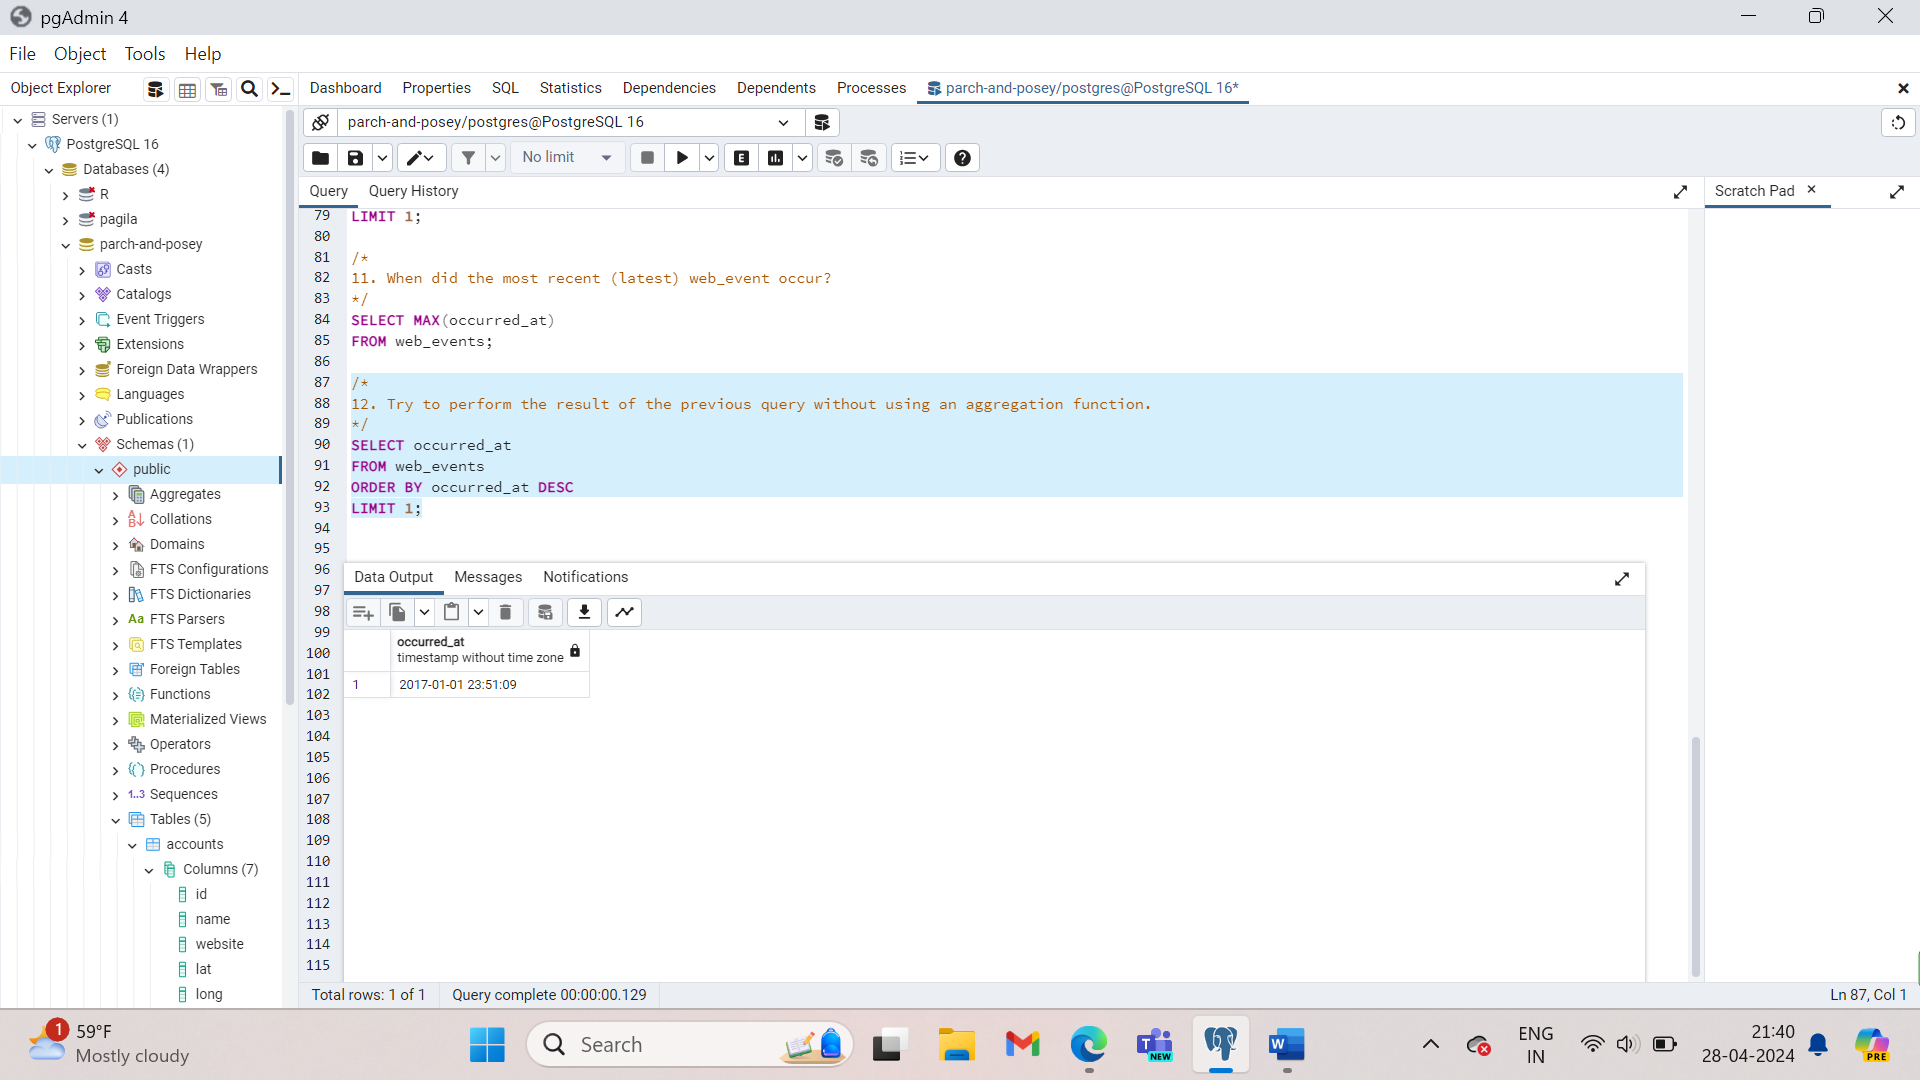 pgAdmin 4
File Object Tools Help
Object Explorer
Dashboard Properties SQL Statistics Dependencies Dependents Processes parch-and-posey/postgres@PostgreSQL 16*
Servers (1)
PostgreSQL 16
Databases (4)
R
pagila
parch-and-posey
Casts
Catalogs
Event Triggers
Extensions
Foreign Data Wrappers
Languages
Publications
Schemas (1)
public
Aggregates
Collations
Domains
FTS Configurations
FTS Dictionaries
Aa FTS Parsers
FTS Templates
Foreign Tables
Functions
Materialized Views
Operators
Procedures
1..3 Sequences
Tables (5)
accounts
Columns (7)
id
name
website
lat
long
parch-and-posey/postgres@PostgreSQL 16
No limit
E
Query Query History
Scratch Pad
79 LIMIT 1;
80
81 /*
82 11. When did the most recent (latest) web_event occur?
83 */
84 SELECT MAX(occurred_at)
85 FROM web_events;
86
87 /*
88 12. Try to perform the result of the previous query without using an aggregation function.
89 */
90 SELECT occurred_at
91 FROM web_events
92 ORDER BY occurred_at DESC
93 LIMIT 1;
94
95
96
97
98
99
100
101
102
103
104
105
106
107
108
109
110
111
112
113
114
115
Data Output Messages Notifications
occurred_at
timestamp without time zone
1 2017-01-01 23:51:09
Total rows: 1 of 1 Query complete 00:00:00.129
Ln 87, Col 1
1
59°F
Mostly cloudy
Search
T
NEW
W
ENG
IN
21:40
28-04-2024
PRE